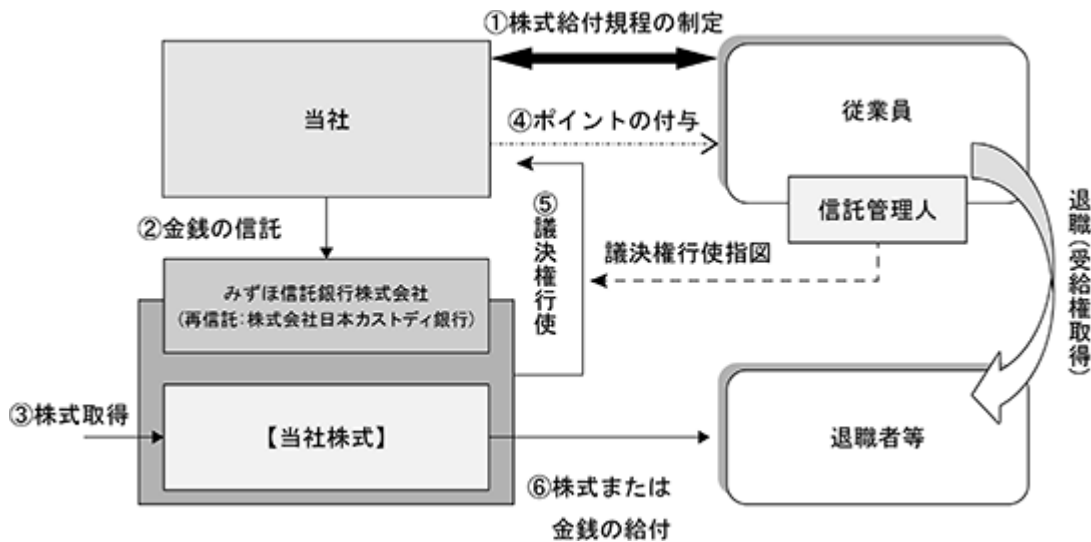 ①株式給付規程の制定
当社
従業員
④ポイントの付与
信託管理人
②金銭の信託
⑤議決権行使
議決権行使指図
退職(受給権取得)
みずほ信託銀行株式会社
(再信託:株式会社日本カストディ銀行)
③株式取得
【当社株式】
退職者等
⑥株式または
金銭の給付